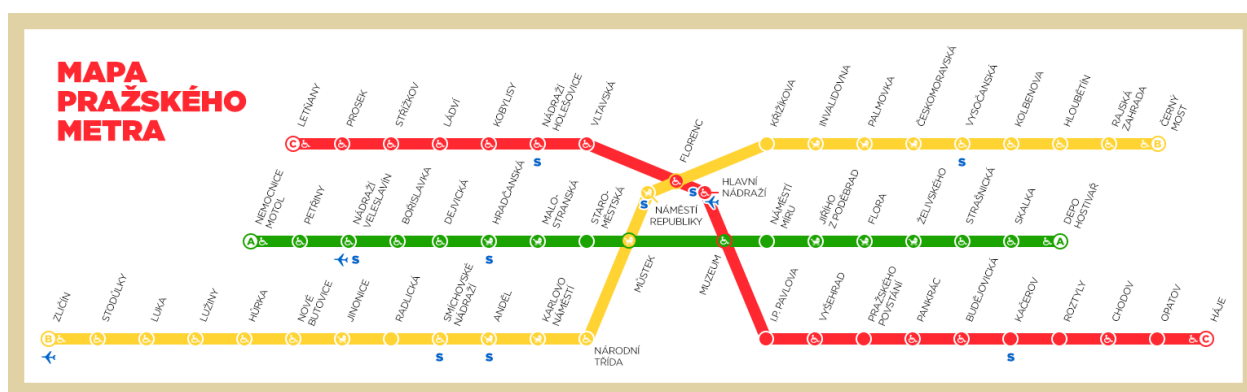 MAPA
PRAŽSKÉHO
METRA
C
LETŇANY
PROSEK
STŘÍŽKOV
LÁDVÍ
KOBYLISY
NÁDRAŽÍ
HOLEŠOVICE
S
VLTAVSKÁ
FLORENC
KŘIŽÍKOVA
INVALIDOVNA
PALMOVKA
ČESKOMORAVSKÁ
VYSOČANSKÁ
S
KOLBENOVA
HLOUBĚTÍN
RAJSKÁ
ZAHRADA
ČERNÝ
MOST
B
HLAVNÍ
NÁDRAŽÍ
S
S
NÁMĚSTÍ
REPUBLIKY
A
NEMOCNICE
MOTOL
PETŘINY
NÁDRAŽÍ
VELESLAVÍN
S
BOŘISLAVKA
DEJVICKÁ
HRADČANSKÁ
S
MALO-
STRANSKÁ
STARO-
MĚSTSKÁ
MŮSTEK
MUZEUM
NÁMĚSTÍ
MÍRU
JIŘÍHO
Z PODĚBRAD
FLORA
ŽELIVSKÉHO
STRAŠNICKÁ
SKALKA
DEPO
HOSTIVAŘ
A
B
ZLIČÍN
STODŮLKY
LUKA
LUŽINY
HŮRKA
NOVÉ
BUTOVICE
JINONICE
RADLICKÁ
SMÍCHOVSKÉ
NÁDRAŽÍ
S
ANDĚL
S
KARLOVO
NÁMĚSTÍ
NÁRODNÍ
TŘÍDA
I.P. PAVLOVA
VYŠEHRAD
PRAŽSKÉHO
POVSTÁNÍ
PANKRÁC
BUDĚJOVICKÁ
KAČEROV
S
ROZTYLY
CHODOV
OPATOV
HÁJE
C